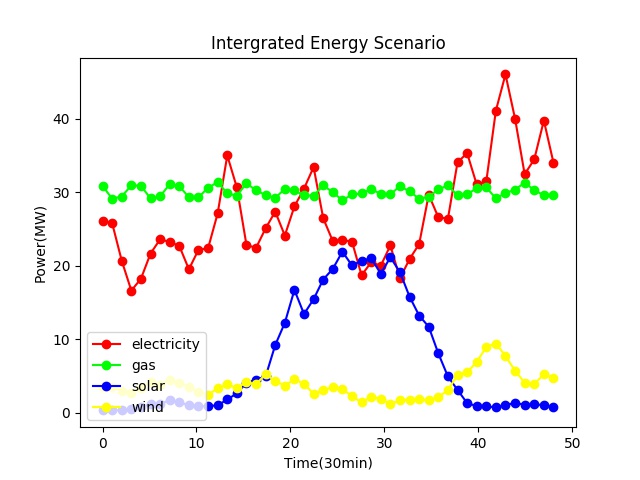 Intergrated Energy Scenario
Power(MW)
40
30
20
10
0
electricity
gas
solar
wind
0 10 20 30 40 50
Time(30min)